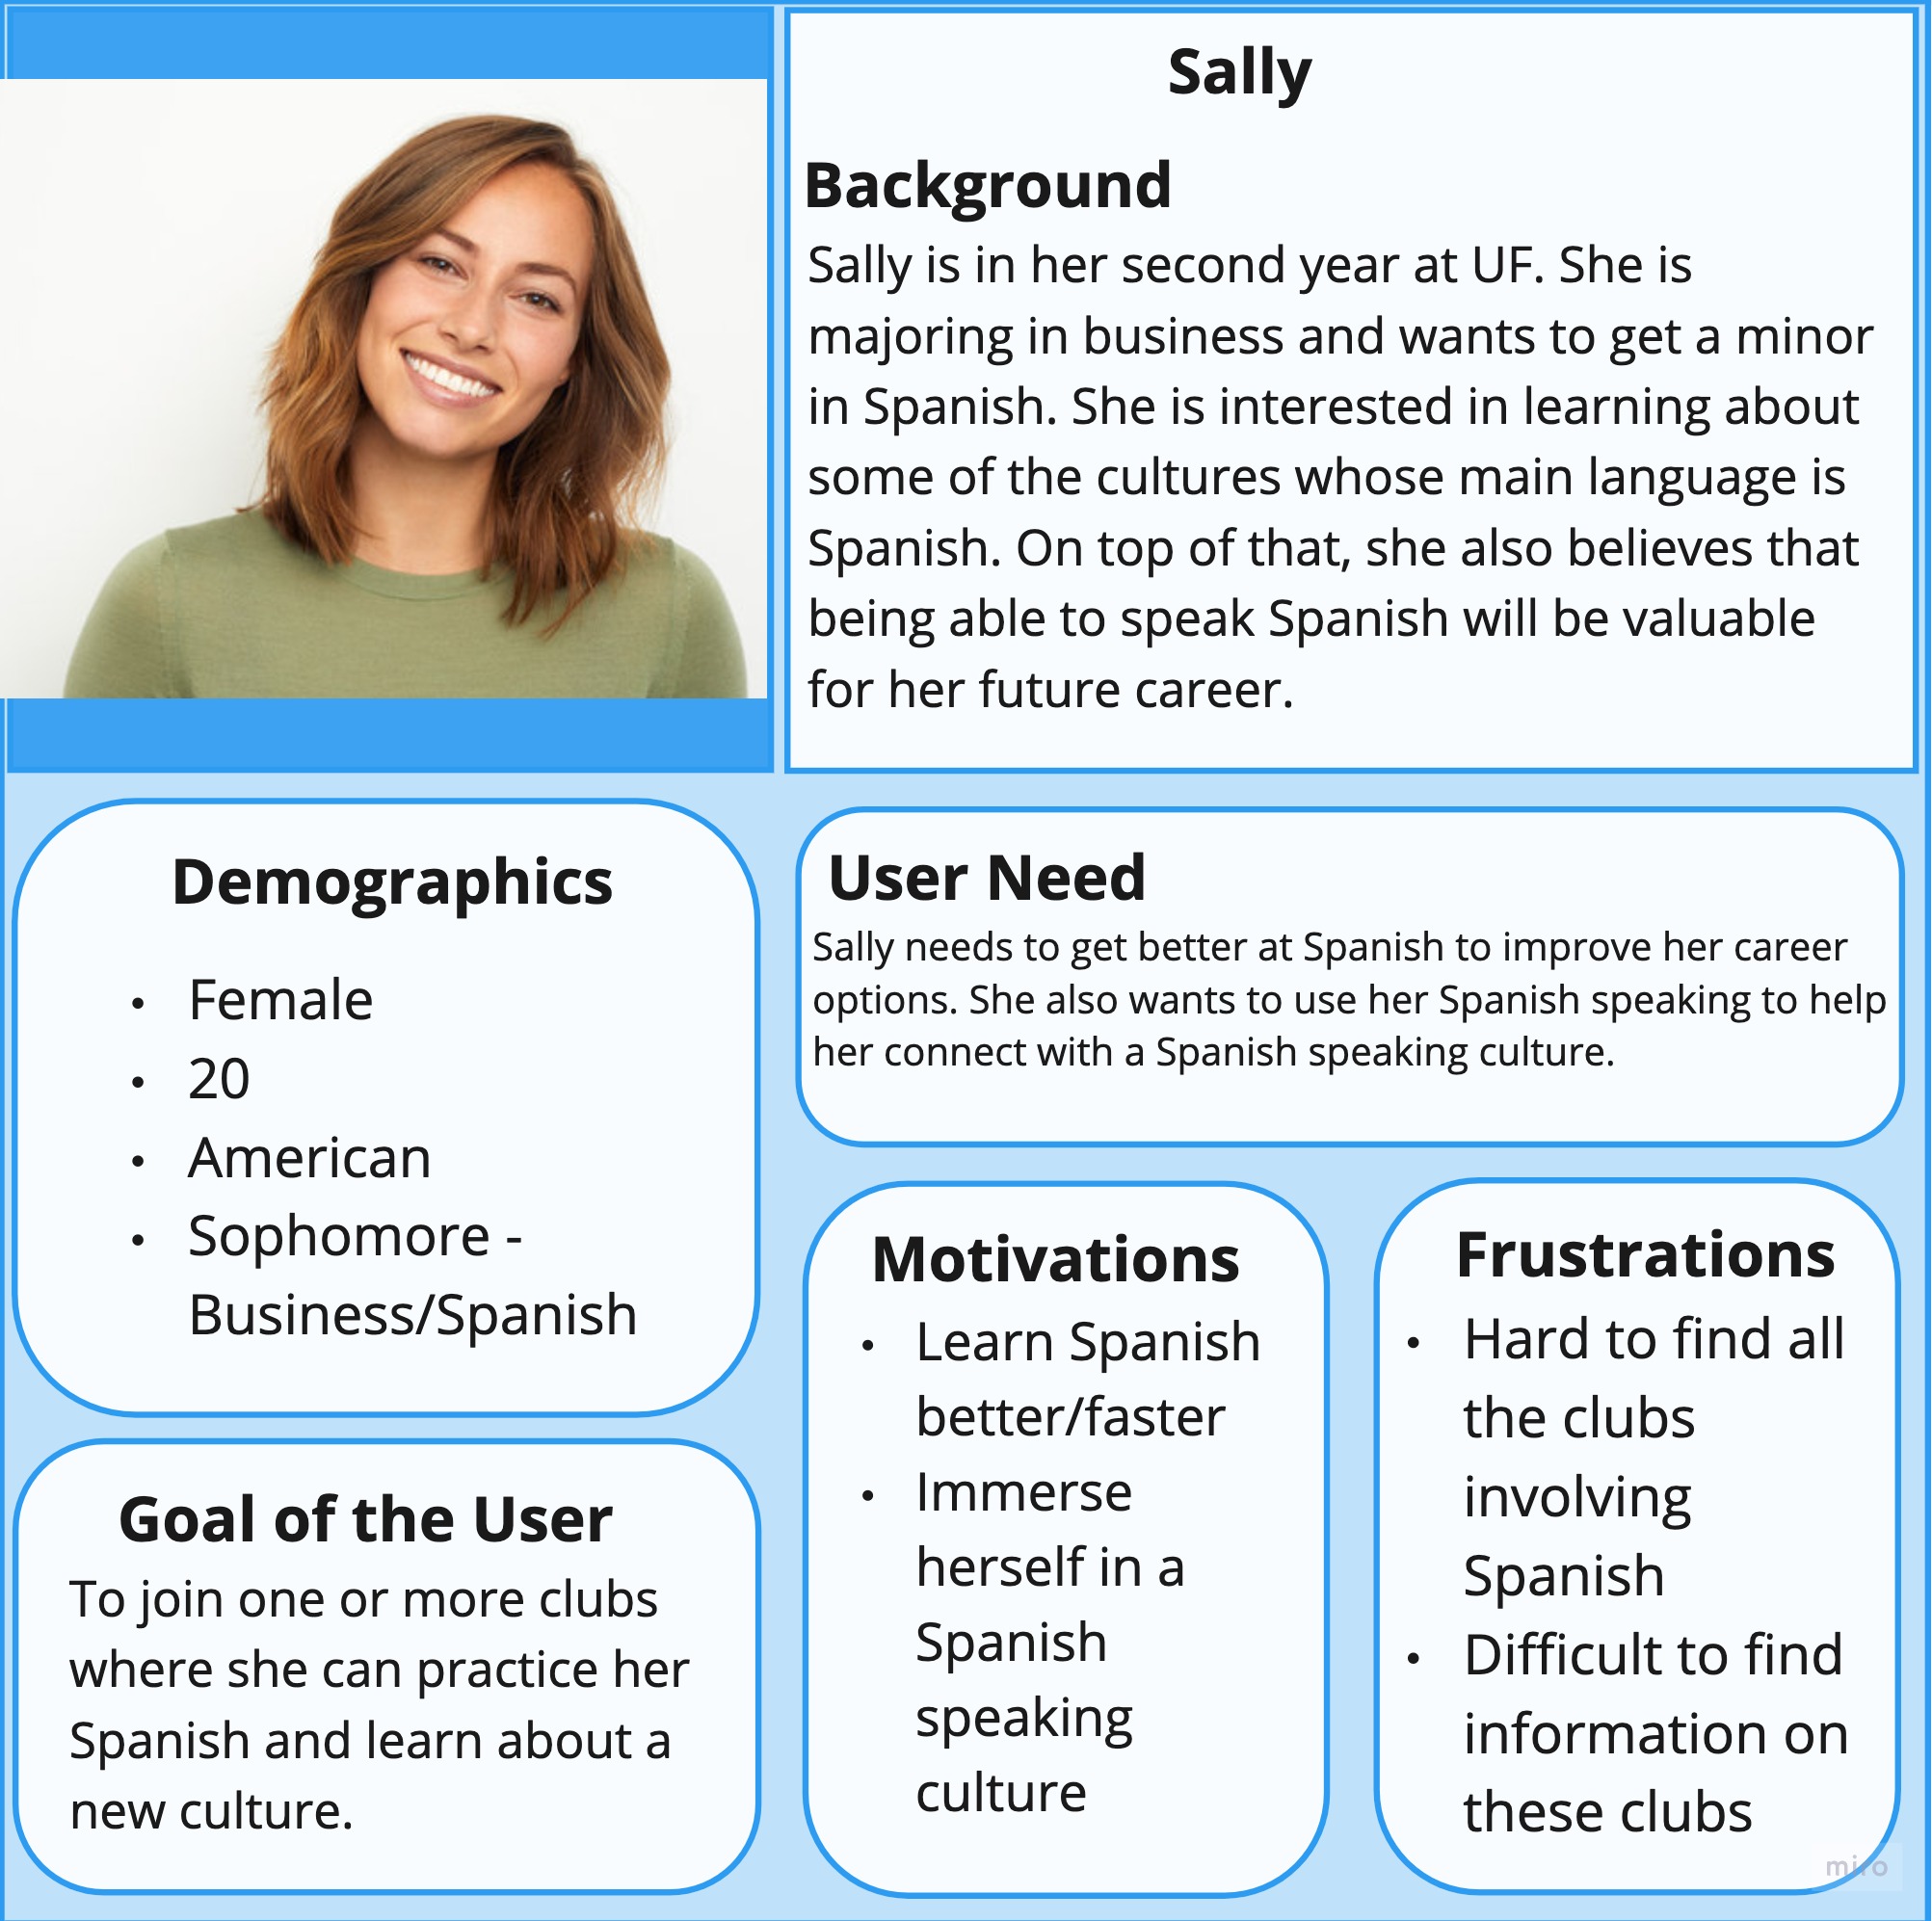 Sally
Background
Sally is in her second year at UF. She is
majoring in business and wants to get a minor
in Spanish. She is interested in learning about
some of the cultures whose main language is
Spanish. On top of that, she also believes that
being able to speak Spanish will be valuable
for her future career.
Demographics
• Female
• 20
• American
• Sophomore -
Business/Spanish
User Need
Sally needs to get better at Spanish to improve her career
options. She also wants to use her Spanish speaking to help
her connect with a Spanish speaking culture.
Goal of the User
To join one or more clubs
where she can practice her
Spanish and learn about a
new culture.
Motivations
• Learn Spanish
better/faster
• Immerse
herself in a
Spanish
speaking
culture
Frustrations
• Hard to find all
the clubs
involving
Spanish
• Difficult to find
information on
these clubs
miro